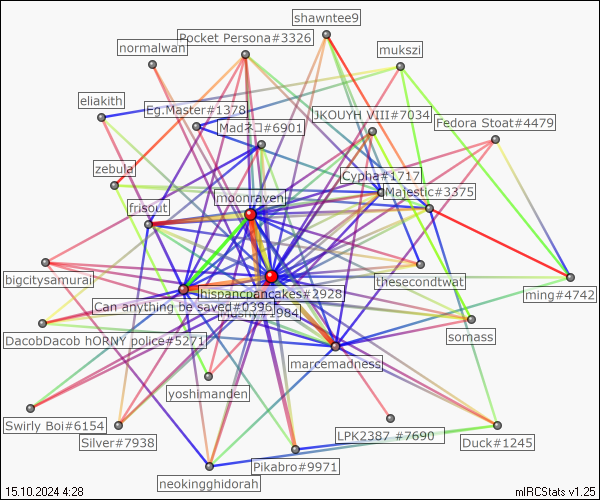 shawntee9
Pocket Persona#3326
normalwan
mukszi
eliakith
Eg.Master#1378
JKOUYH VIII#7034
Fedora Stoat#4479
Madネコ#6901
zebula
Cypha#1717
Majestic#3375
moonraven
frisout
bigcitysamurai
thesecondtwat
hispancpancakes#2928
ming#4742
Can anything be saved#0396
#1984
DacobDacob hORNY police#5271
somass
marcemadness
yoshimanden
Swirly Boi#6154
Silver#7938
LPK2387 #7690
Duck#1245
Pikabro#9971
neokingghidorah
15.10.2024 4:28
mIRCStats v1.25